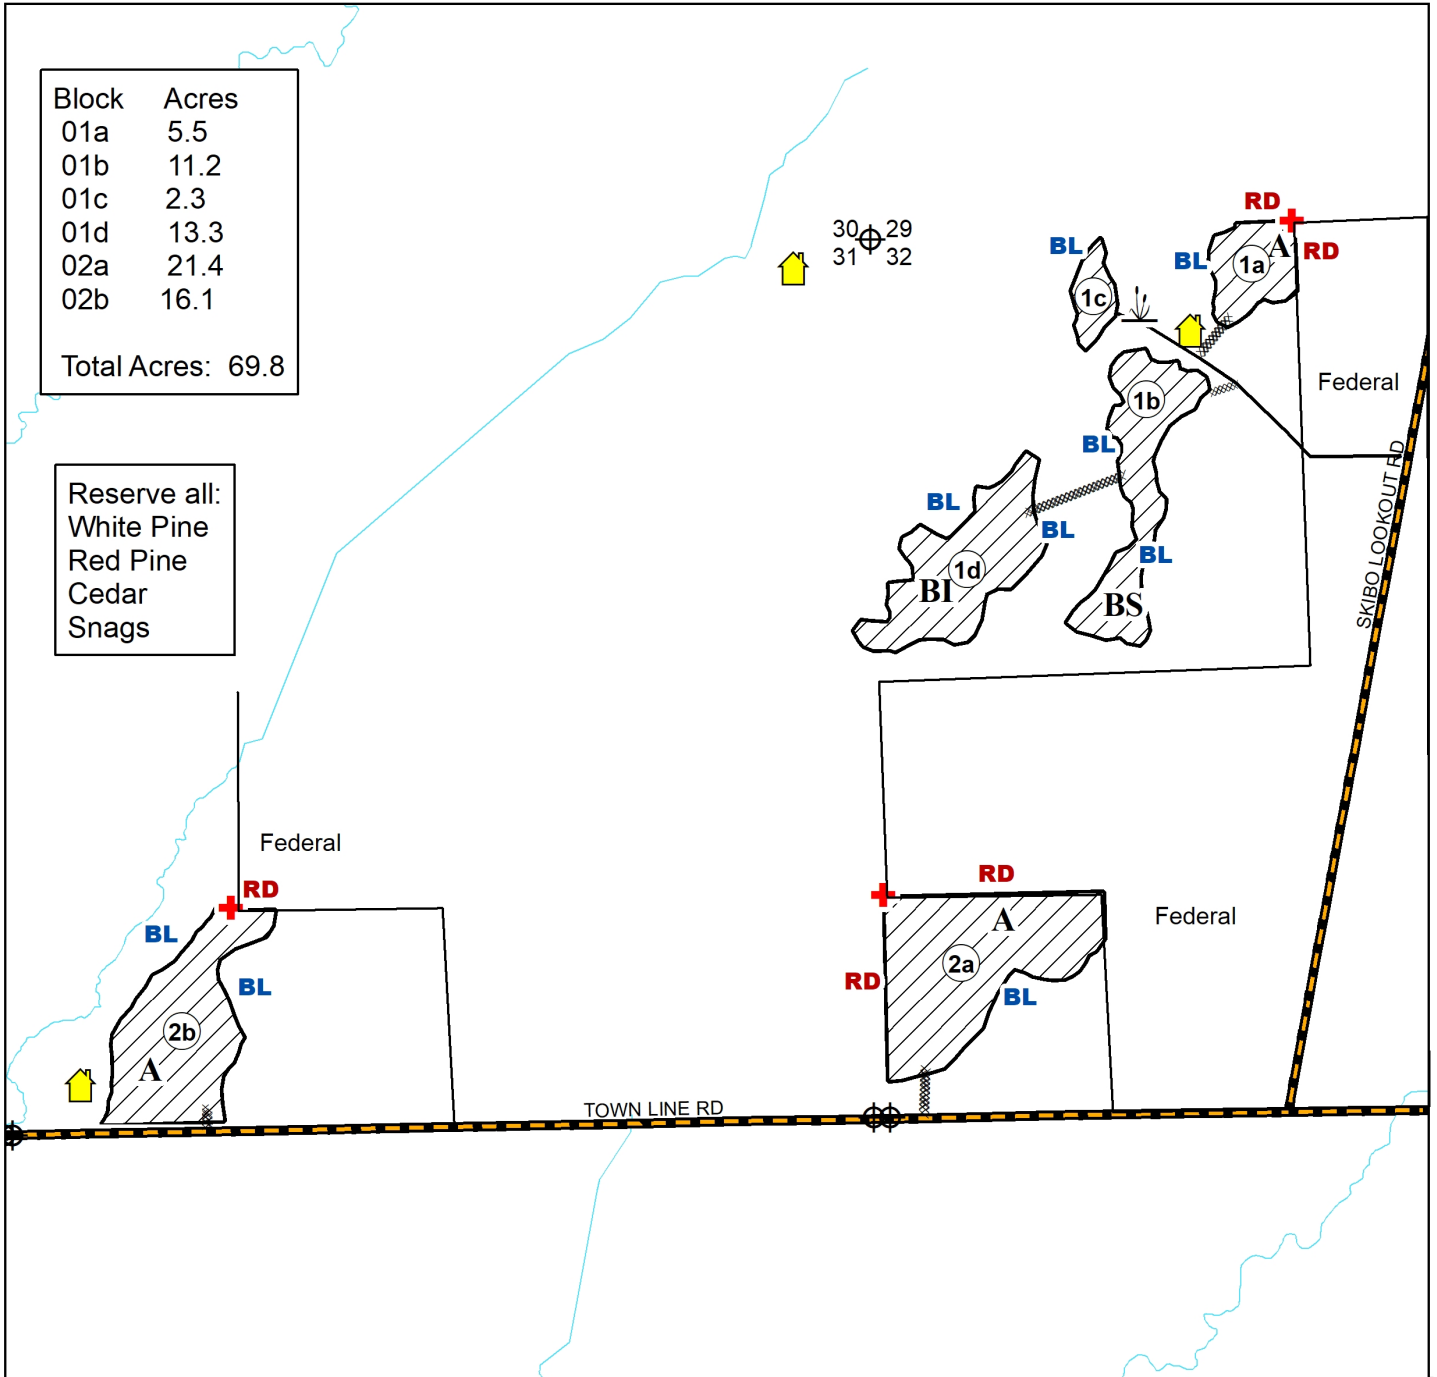 Block Acres
01a 5.5
01b 11.2
01c 2.3
01d 13.3
02a 21.4
02b 16.1
Total Acres: 69.8
Reserve all:
White Pine
Red Pine
Cedar
Snags
30 29
31 32
RD
BL
1c
BL
1a
A
RD
Federal
1b
BL
BL
BL
1d
BI
BL
BS
SKIBO LOOKOUT RD
Federal
RD
BL
BL
2b
A
RD
A
2a
RD
BL
Federal
TOWN LINE RD